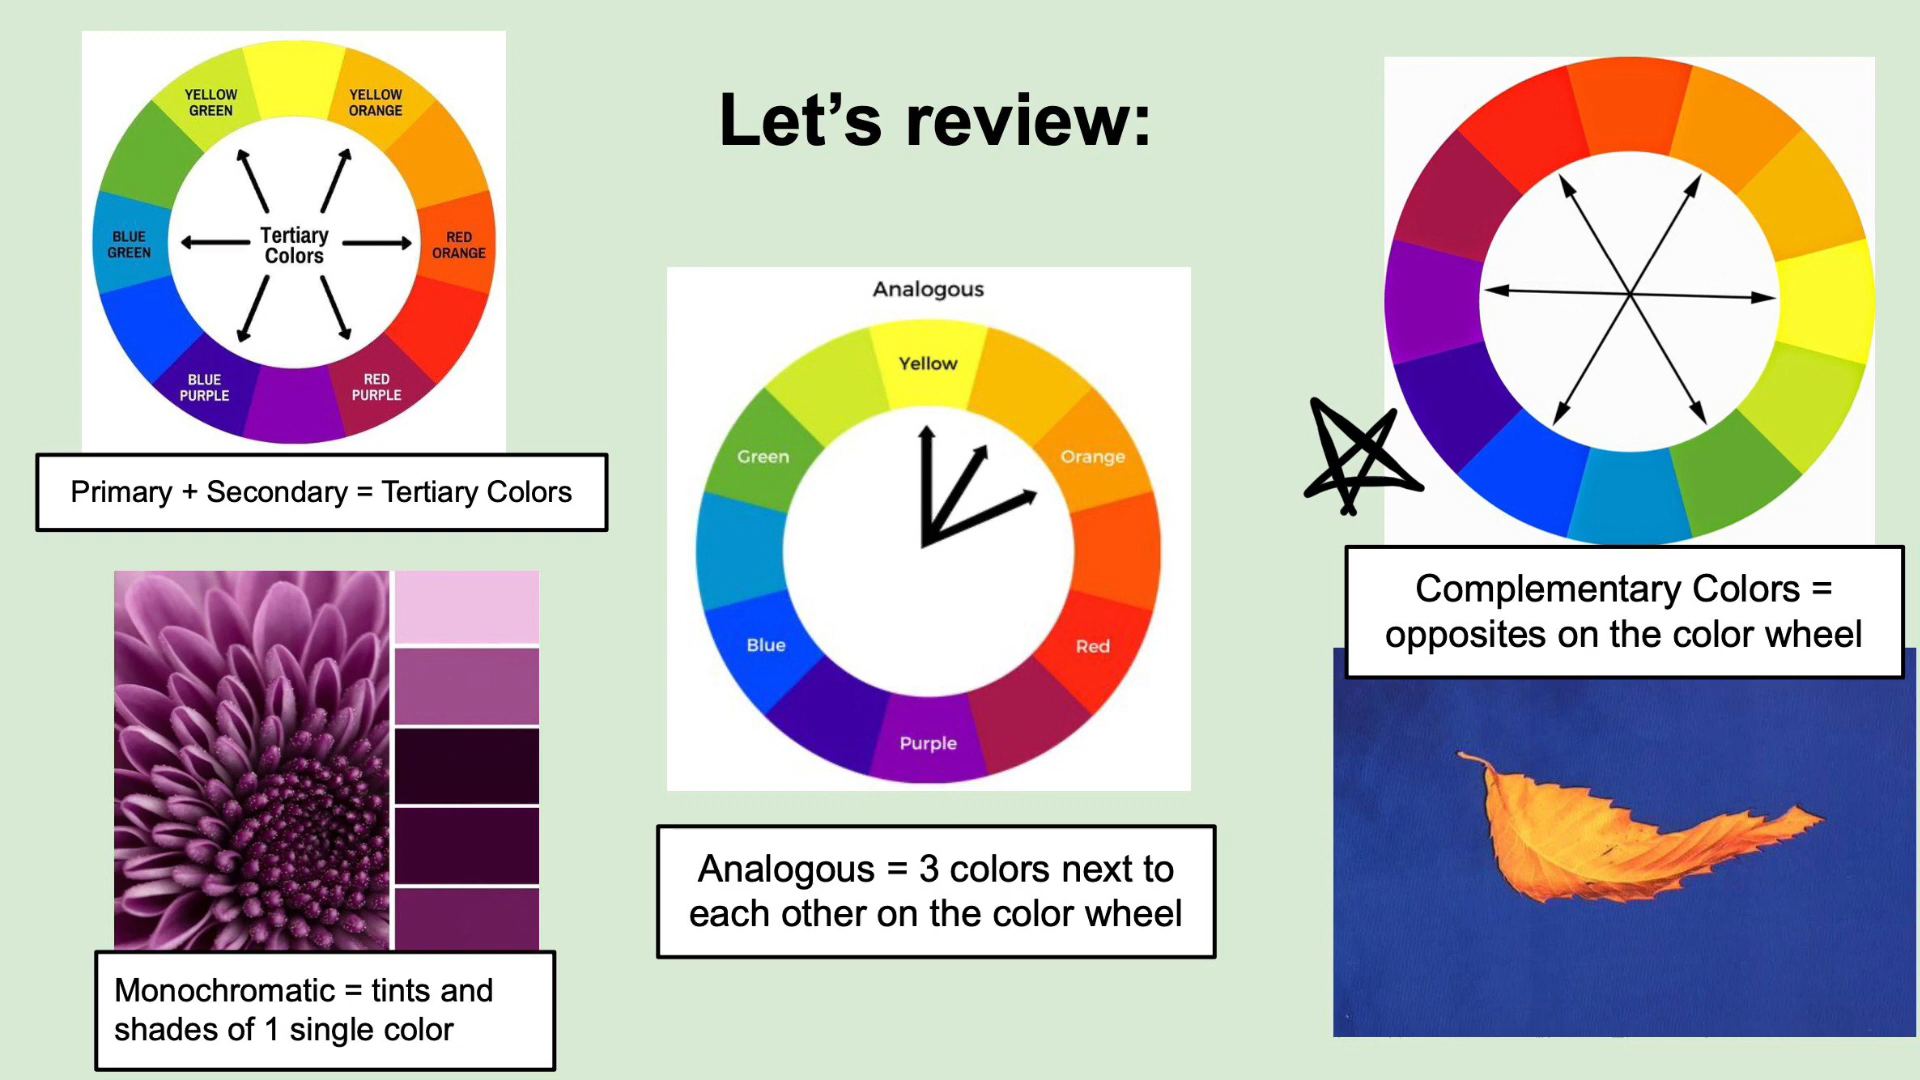 Let’s review:
YELLOW
GREEN
YELLOW
ORANGE
BLUE
GREEN
Tertiary
Colors
RED
ORANGE
BLUE
PURPLE
RED
PURPLE
Primary + Secondary = Tertiary Colors
Monochromatic = tints and
shades of 1 single color
Analogous
Yellow
Green
Orange
Blue
Red
Purple
Analogous = 3 colors next to
each other on the color wheel
Complementary Colors =
opposites on the color wheel